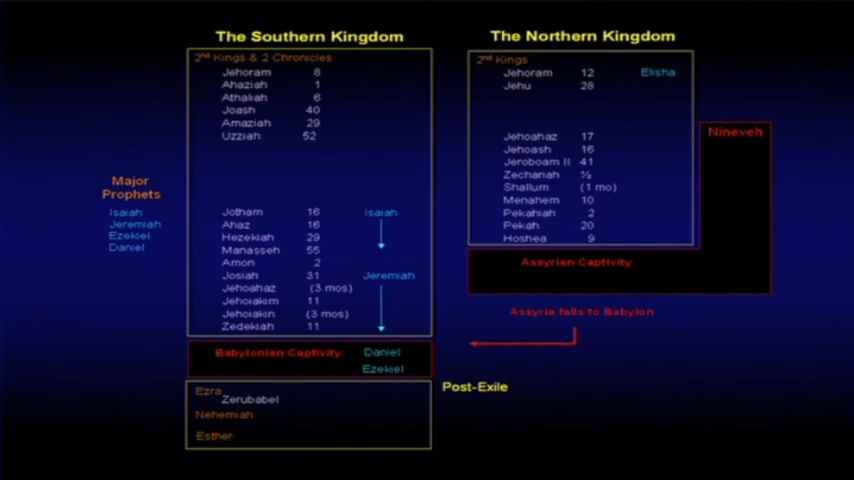 The Southern Kingdom
2nd Kings & 2 Chronicles
Jehoram 8
Ahaziah 1
Athaliah 6
Joash 40
Amaziah 29
Uzziah 52
Jotham 16 Isaiah
Ahaz 16
Hezekiah 29
Manasseh 55
Amon 2
Josiah 31 Jeremiah
Jehoahaz (3 mos)
Jehoiakim 11
Jehoiakin (3 mos)
Zedekiah 11
Babylonian Captivity Daniel
Ezekiel
Ezra
Zerubabel
Nehemiah
Esther
Major
Prophets
Isaiah
Jeremiah
Ezekiel
Daniel
The Northern Kingdom
2nd Kings
Jehoram 12 Elisha
Jehu 28
Jehoahaz 17
Jehoash 16
Jeroboam II 41
Zechariah ½
Shallum (1 mo)
Menahem 10
Pekahiah 2
Pekah 20
Hoshea 9
Nineveh
Assyrian Captivity
Assyria falls to Babylon
Post-Exile